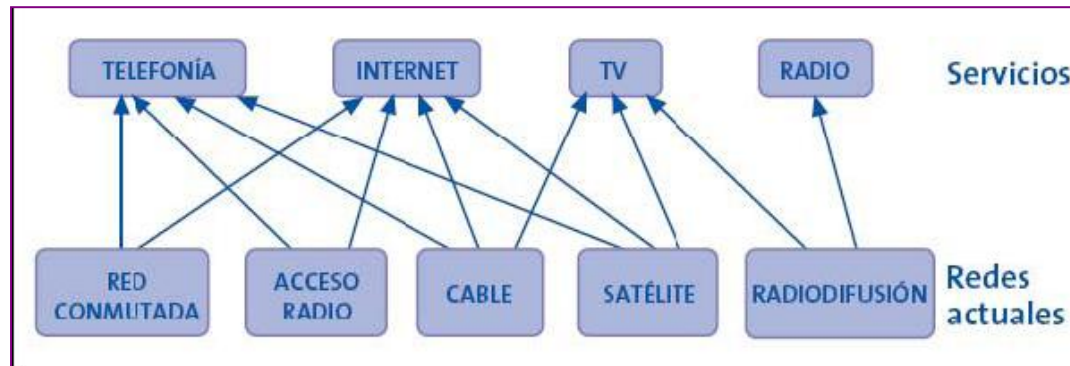 TELEFONÍA
INTERNET
TV
RADIO
Servicios
RED
CONMUTADA
ACCESO
RADIO
CABLE
SATÉLITE
RADIODIFUSIÓN
Redes
actuales